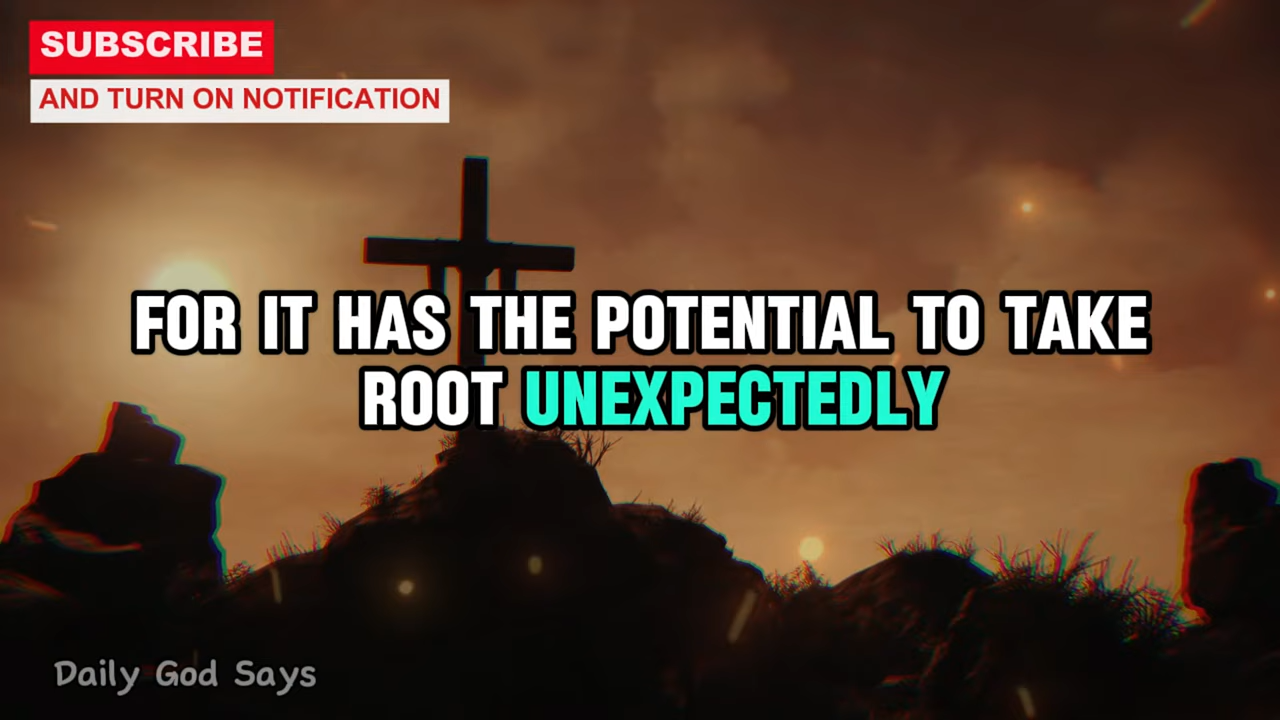 SUBSCRIBE
AND TURN ON NOTIFICATION
FOR IT HAS THE POTENTIAL TO TAKE
ROOT UNEXPECTEDLY
Daily God Says